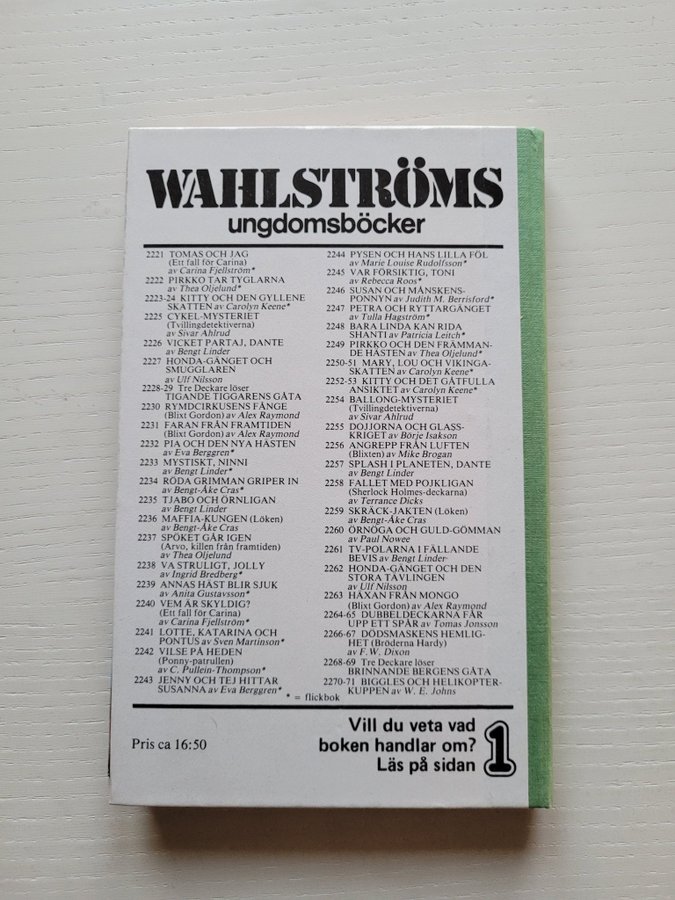 WAHLSTRÖMS
ungdomsböcker
2221 TOMAS OCH JAG
(Ett fall för Carina)
av Carina Fjellström*
2222 PIRKKO TAR TYGLARNA
av Thea Oljelund*
2223-24 KITTY OCH DEN GYLLENE
SKATTEN av Carolyn Keene*
2225 CYKEL-MYSTERIET
(Tvillingdetektiverna)
av Sivar Ahlrud
2226 VICKET PARTAJ, DANTE
av Bengt Linder
2227 HONDA-GÄNGET OCH
SMUGGLAREN
av Ulf Nilsson
2228-29 Tre Deckare löser
TIGANDE TIGGARENS GÅTA
2230 RYMDCIRKUSENS FÅNGE
(Blixt Gordon) av Alex Raymond
2231 FARAN FRÅN FRAMTIDEN
(Blixt Gordon) av Alex Raymond
2232 PIA OCH DEN NYA HÄSTEN
av Eva Berggren*
2233 MYSTISKT, NINNI
av Bengt Linder*
2234 RÖDA GRIMMAN GRIPER IN
av Bengt-Åke Cras*
2235 TJABO OCH ÖRNLIGAN
av Bengt Linder
2236 MAFFIA-KUNGEN (Löken)
av Bengt-Åke Cras
2237 SPÖKET GÅR IGEN
(Arvo, killen från framtiden)
av Thea Oljelund
2238 VA STRULIGT, JOLLY
av Ingrid Bredberg*
2239 ANNAS HÄST BLIR SJUK
av Anita Gustavsson*
2240 VEM ÄR SKYLDIG?
(Ett fall för Carina)
av Carina Fjellström*
2241 LOTTE, KATARINA OCH
PONTUS av Sven Martinson*
2242 VILSE PÅ HEDEN
(Ponny-patrullen)
av C. Pullein-Thompson*
2243 JENNY OCH TEJ HITTAR
SUSANNA av Eva Berggren*
2244 PYSEN OCH HANS LILLA FÖL
av Marie Louise Rudolfsson*
2245 VAR FÖRSIKTIG, TONI
av Rebecca Roos*
2246 SUSAN OCH MÅNSKENS-
PONNYN av Judith M. Berrisford*
2247 PETRA OCH RYTTARGÄNGET
av Tulla Hagström*
2248 BARA LINDA KAN RIDA
SHANTI av Patricia Leitch*
2249 PIRKKO OCH DEN FRÄMMAN-
DE HÄSTEN av Thea Oljelund*
2250-51 MARY, LOU OCH VIKINGA-
SKATTEN av Carolyn Keene*
2252-53 KITTY OCH DET GÅTFULLA
ANSIKTET av Carolyn Keene*
2254 BALLONG-MYSTERIET
(Tvillingdetektiverna)
av Sivar Ahlrud
2255 DOJJORNA OCH GLASS-
KRIGET av Börje Isakson
2256 ANGREPP FRÅN LUFTEN
(Blixten) av Mike Brogan
2257 SPLASH I PLANETEN, DANTE
av Bengt Linder
2258 FALLET MED POJKLIGAN
(Sherlock Holmes-deckarna)
av Terrance Dicks
2259 SKRÄCK-JAKTEN (Löken)
av Bengt-Åke Cras
2260 ÖRNÖGA OCH GULD-GÖMMAN
av Paul Nowee
2261 TV-POLARNA I FÄLLANDE
BEVIS av Bengt Linder
2262 HONDA-GÄNGET OCH DEN
STORA TÄVLINGEN
av Ulf Nilsson
2263 HÄXAN FRÅN MONGO
(Blixt Gordon) av Alex Raymond
2264-65 DUBBELDECKARNA FÅR
UPP ETT SPÅR av Tomas Jonsson
2266-67 DÖDSMASKENS HEMLIG-
HET (Bröderna Hardy)
av F.W. Dixon
2268-69 Tre Deckare löser
BRINNANDE BERGENS GÅTA
2270-71 BIGGLES OCH HELIKOPTER-
KUPPEN av W. E. Johns
* = flickbok
Pris ca 16:50
Vill du veta vad
boken handlar om?
Läs på sidan 1